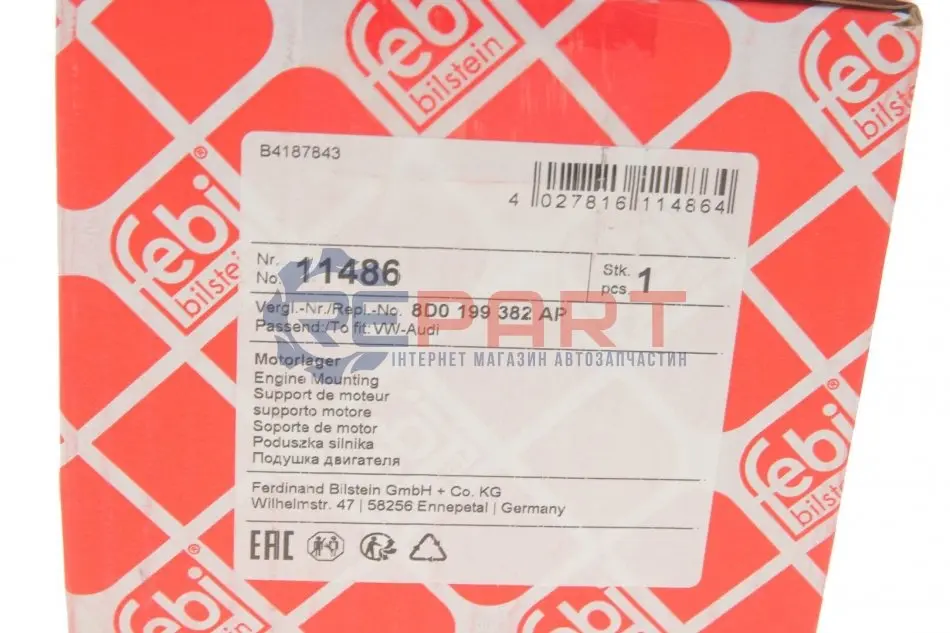 febi
bilstein
febi
bilstein
B4187843
4 027816 114864
febi
bilstein
Nr.
No. 11486
Stk.
pcs. 1
REPART
Vergl.-Nr./Repl.-No. 8D0 199 382 AP
Passend:/To fit: VW-Audi
ІНТЕРНЕТ МАГАЗИН АВТОЗАПЧАСТИН
Motorlager
Engine Mounting
Support de moteur
supporto motore
Soporte de motor
Poduszka silnika
Подушка двигателя
febi
bilstein
Ferdinand Bilstein GmbH + Co. KG
Wilhelmstr. 47 | 58256 Ennepetal | Germany
EAC
febi
bilstein